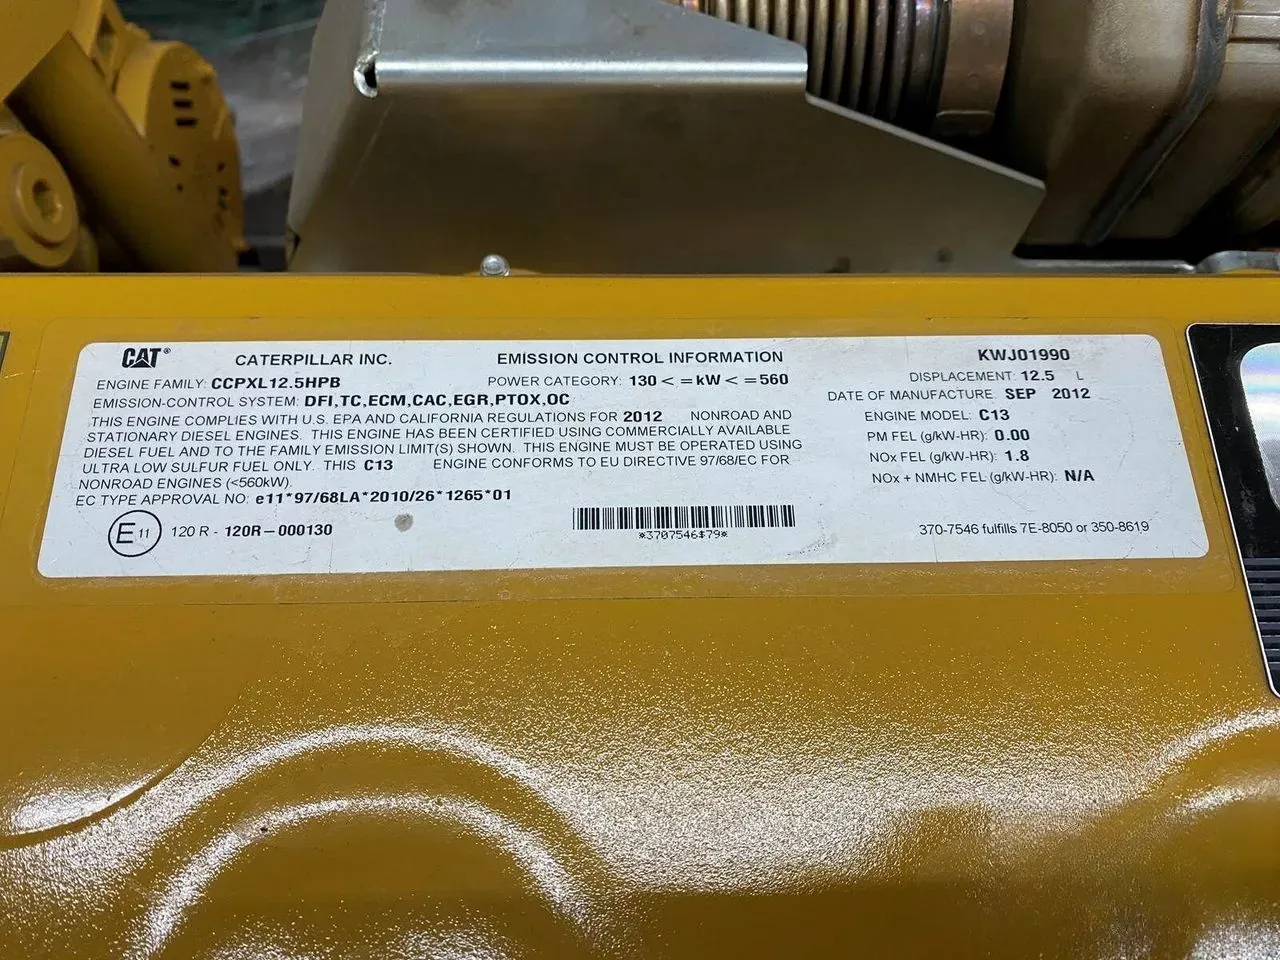 CAT® CATERPILLAR INC. EMISSION CONTROL INFORMATION KWJ01990
ENGINE FAMILY: CCPXL12.5HPB POWER CATEGORY: 130 < =kW < =560 DISPLACEMENT: 12.5 L
EMISSION-CONTROL SYSTEM: DFI,TC,ECM,CAC,EGR,PTOX,OC DATE OF MANUFACTURE: SEP 2012
THIS ENGINE COMPLIES WITH U.S. EPA AND CALIFORNIA REGULATIONS FOR 2012 NONROAD AND ENGINE MODEL: C13
STATIONARY DIESEL ENGINES. THIS ENGINE HAS BEEN CERTIFIED USING COMMERCIALLY AVAILABLE PM FEL (g/kW-HR): 0.00
DIESEL FUEL AND TO THE FAMILY EMISSION LIMIT(S) SHOWN. THIS ENGINE MUST BE OPERATED USING NOx FEL (g/kW-HR): 1.8
ULTRA LOW SULFUR FUEL ONLY. THIS C13 ENGINE CONFORMS TO EU DIRECTIVE 97/68/EC FOR NOx + NMHC FEL (g/kW-HR): N/A
NONROAD ENGINES (<560kW).
EC TYPE APPROVAL NO: e11*97/68LA*2010/26*1265*01
E 11 120 R - 120R-000130 *3707546$79* 370-7546 fulfills 7E-8050 or 350-8619